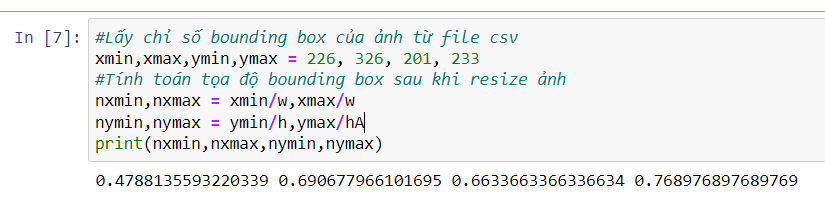 In [7]: #Lấy chỉ số bounding box của ảnh từ file csv
xmin,xmax,ymin,ymax = 226, 326, 201, 233
#Tính toán tọa độ bounding box sau khi resize ảnh
nxmin,nxmax = xmin/w,xmax/w
nymin,nymax = ymin/h,ymax/hA
print(nxmin,nxmax,nymin,nymax)
0.4788135593220339 0.690677966101695 0.6633663366336634 0.768976897689769